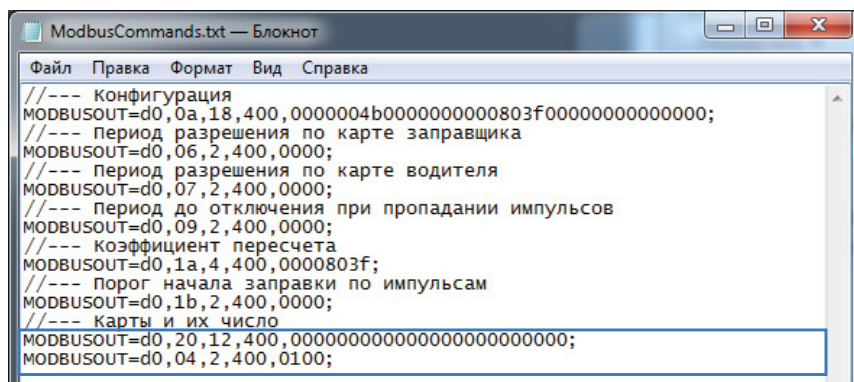 ModbusCommands.txt — Блокнот
Файл Правка Формат Вид Справка
//--- Конфигурация
MODBUSOUT=d0,0a,18,400,0000004b0000000000803f00000000000000;
//--- Период разрешения по карте заправщика
MODBUSOUT=d0,06,2,400,0000;
//--- Период разрешения по карте водителя
MODBUSOUT=d0,07,2,400,0000;
//--- Период до отключения при пропадании импульсов
MODBUSOUT=d0,09,2,400,0000;
//--- Коэффициент пересчета
MODBUSOUT=d0,1a,4,400,0000803f;
//--- Порог начала заправки по импульсам
MODBUSOUT=d0,1b,2,400,0000;
//--- Карты и их число
MODBUSOUT=d0,20,12,400,000000000000000000000000;
MODBUSOUT=d0,04,2,400,0100;